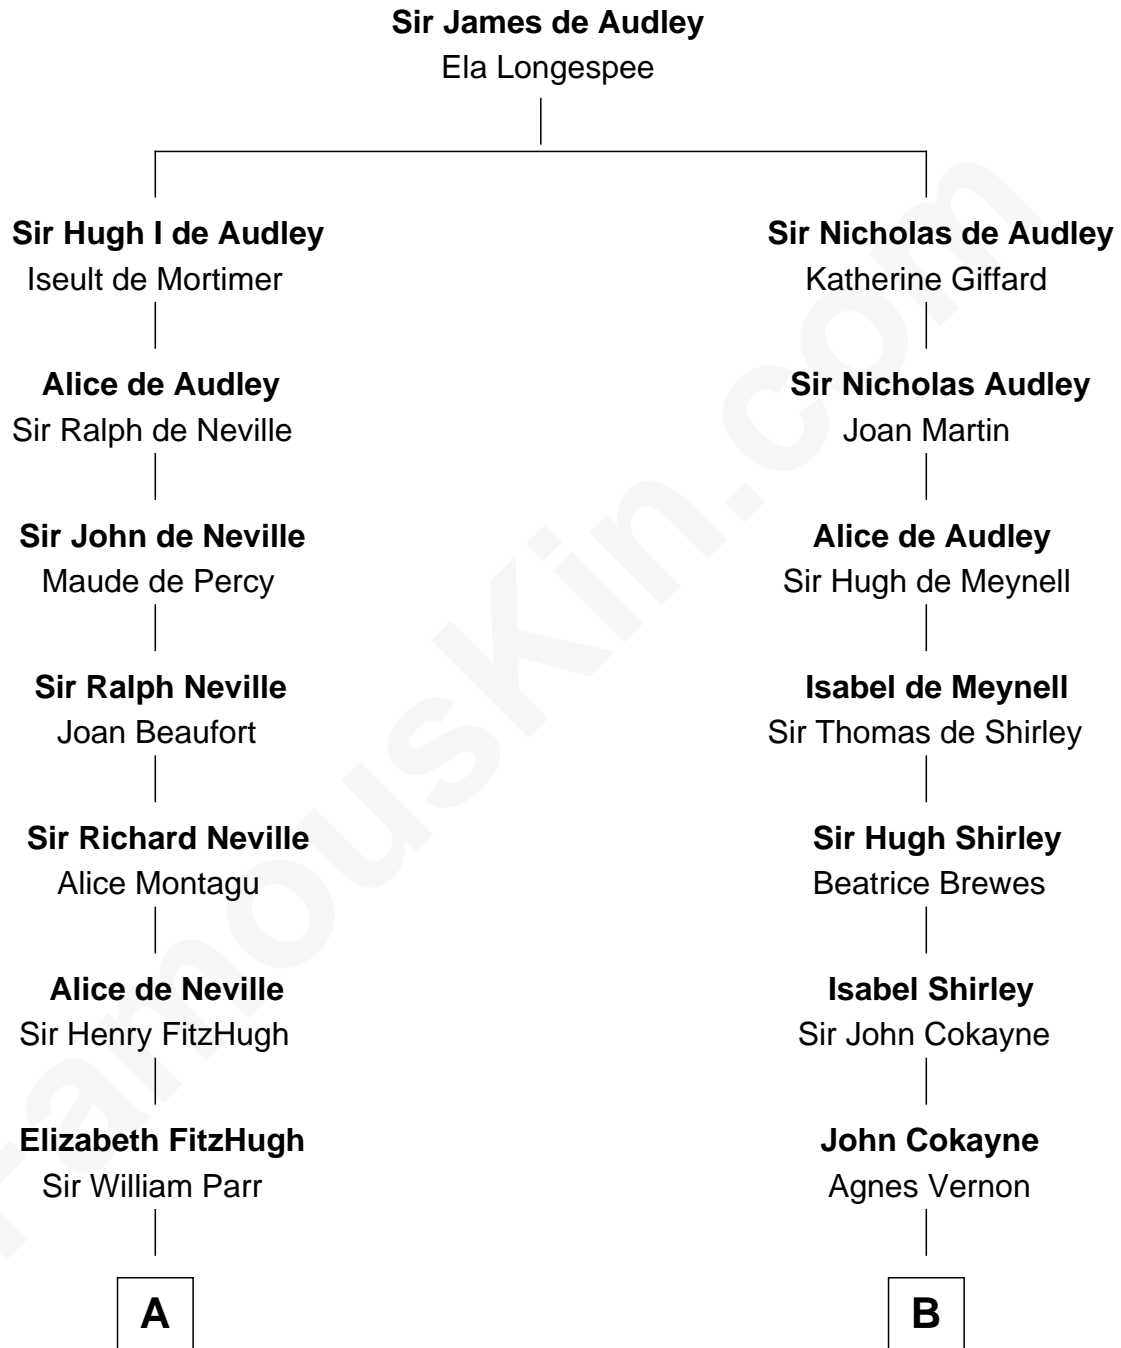 Sir James de Audley
Ela Longespee
Sir Hugh I de Audley
Iseult de Mortimer
Sir Nicholas de Audley
Katherine Giffard
Alice de Audley
Sir Ralph de Neville
Sir Nicholas Audley
Joan Martin
Sir John de Neville
Maude de Percy
Alice de Audley
Sir Hugh de Meynell
Sir Ralph Neville
Joan Beaufort
Isabel de Meynell
Sir Thomas de Shirley
Sir Richard Neville
Alice Montagu
Sir Hugh Shirley
Beatrice Brewes
Alice de Neville
Sir Henry FitzHugh
Isabel Shirley
Sir John Cokayne
Elizabeth FitzHugh
Sir William Parr
John Cokayne
Agnes Vernon
A
B
FamousKin.com